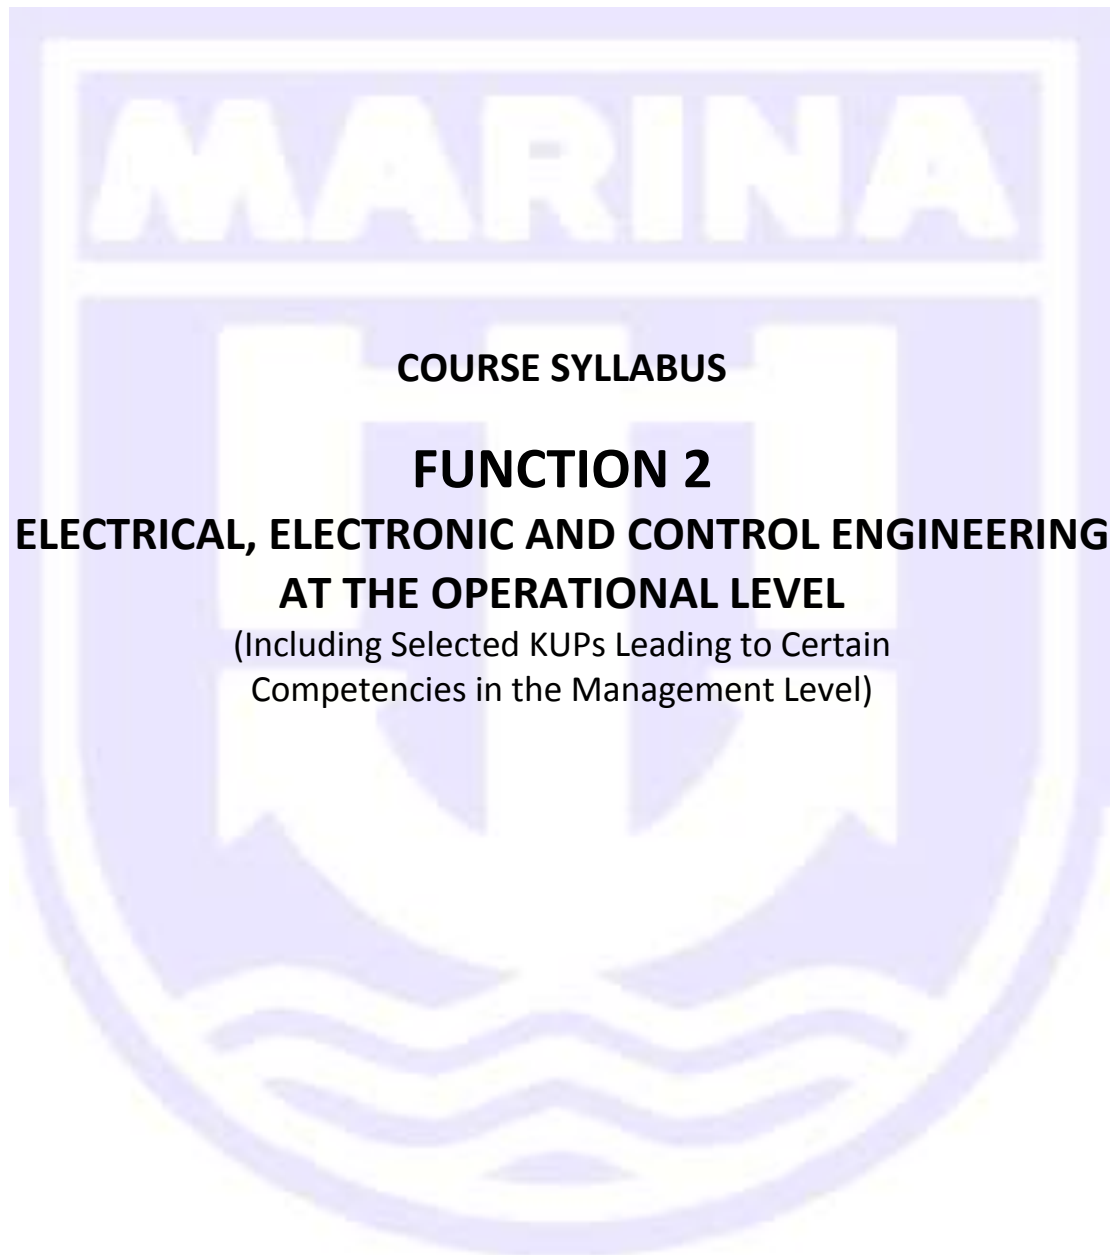 MARINA
COURSE SYLLABUS
FUNCTION 2
ELECTRICAL, ELECTRONIC AND CONTROL ENGINEERING
AT THE OPERATIONAL LEVEL
(Including Selected KUPs Leading to Certain
Competencies in the Management Level)